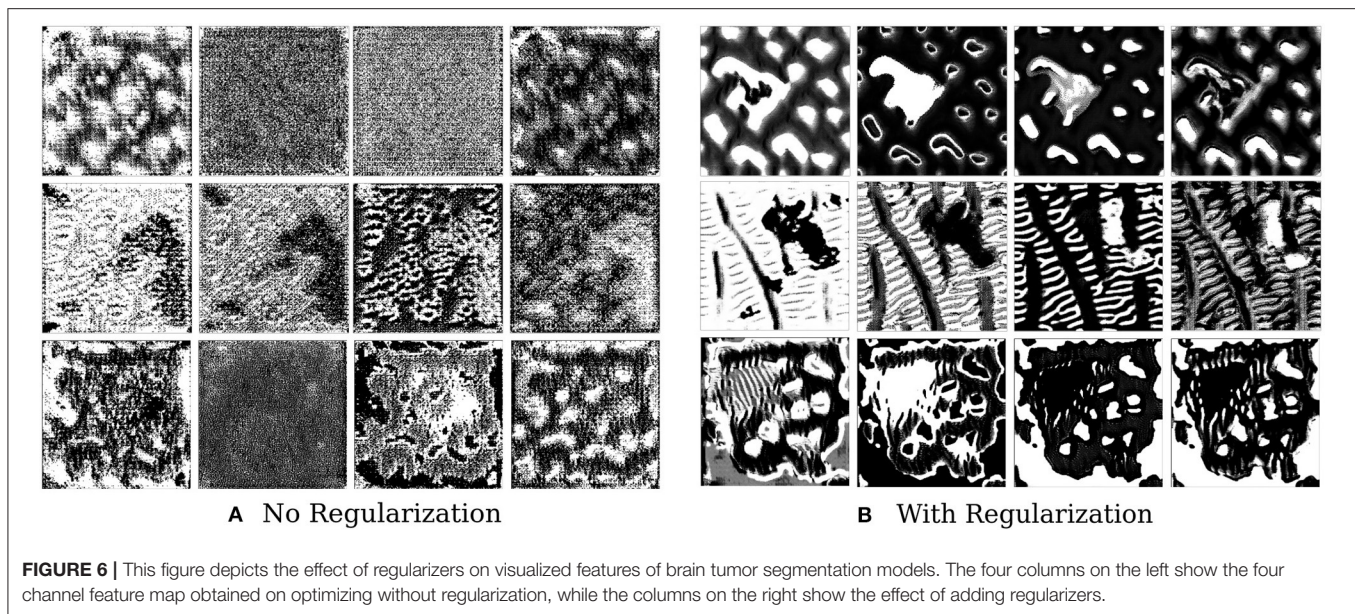 A No Regularization
B With Regularization
FIGURE 6 | This figure depicts the effect of regularizers on visualized features of brain tumor segmentation models. The four columns on the left show the four
channel feature map obtained on optimizing without regularization, while the columns on the right show the effect of adding regularizers.